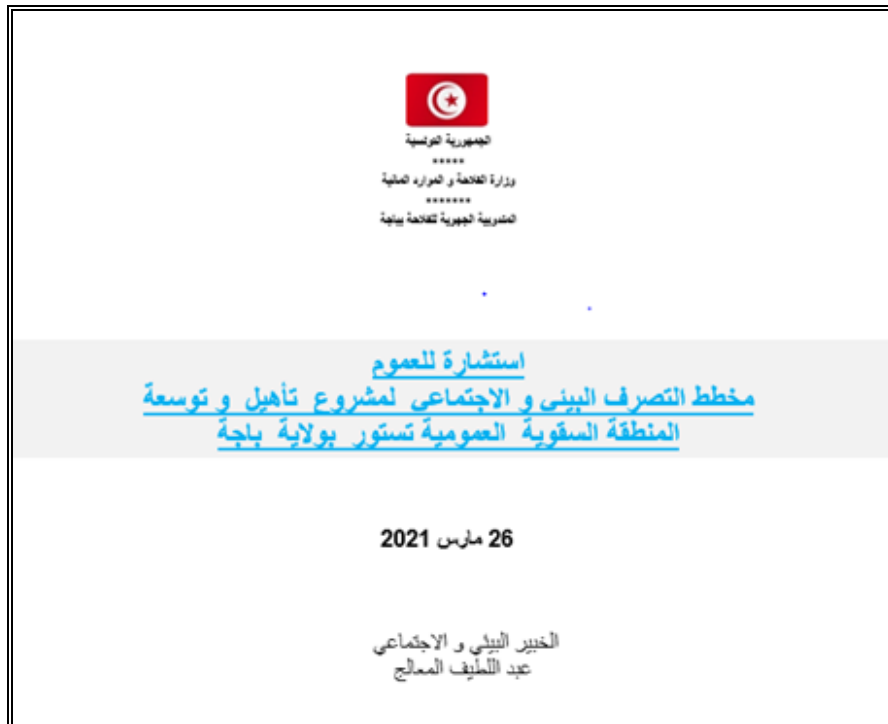 الجمهورية التونسية
*****
وزارة الفلاحة و الموارد المائية
*******
المندوبية الجهوية للفلاحة بباجة
استشارة للعموم
مخطط التصرف البيئي و الاجتماعي لمشروع تأهيل و توسعة
المنطقة السقوية العمومية تستور بولاية باجة
26 مارس 2021
الخبير البيئي و الاجتماعي
عبد اللطيف المعالج